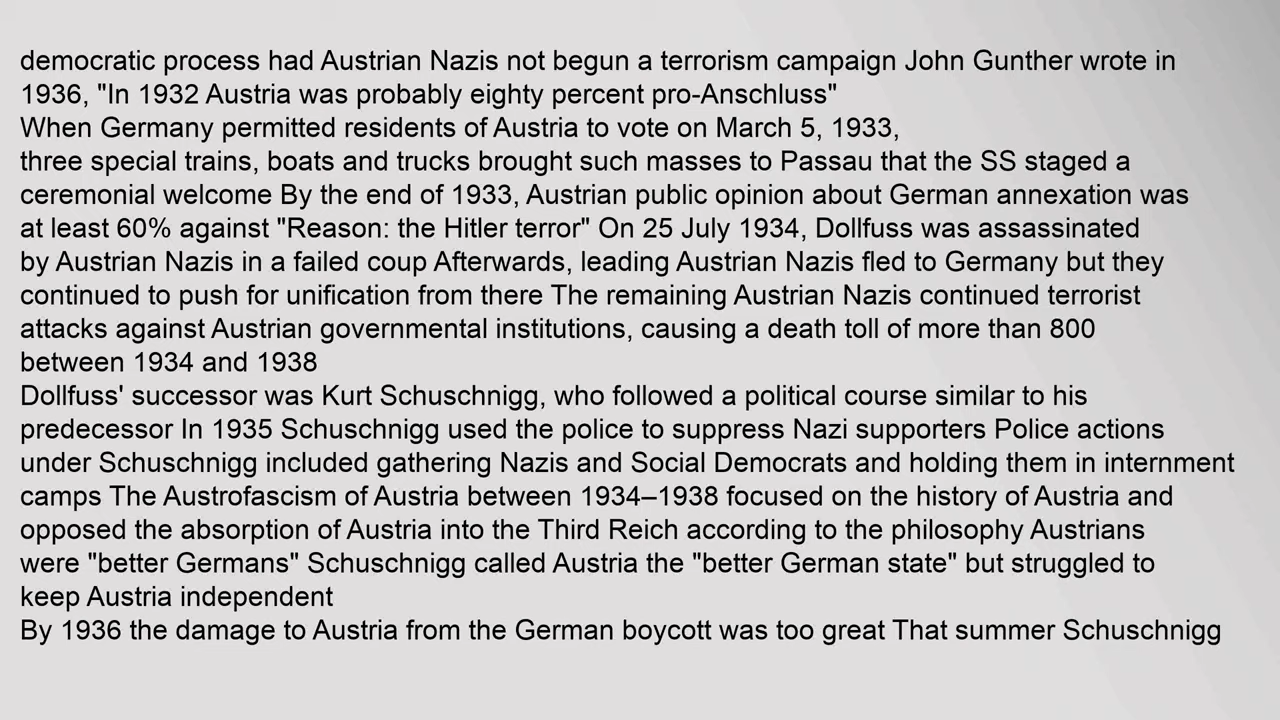 democratic process had Austrian Nazis not begun a terrorism campaign John Gunther wrote in
1936, "In 1932 Austria was probably eighty percent pro-Anschluss"
When Germany permitted residents of Austria to vote on March 5, 1933,
three special trains, boats and trucks brought such masses to Passau that the SS staged a
ceremonial welcome By the end of 1933, Austrian public opinion about German annexation was
at least 60% against "Reason: the Hitler terror" On 25 July 1934, Dollfuss was assassinated
by Austrian Nazis in a failed coup Afterwards, leading Austrian Nazis fled to Germany but they
continued to push for unification from there The remaining Austrian Nazis continued terrorist
attacks against Austrian governmental institutions, causing a death toll of more than 800
between 1934 and 1938
Dollfuss' successor was Kurt Schuschnigg, who followed a political course similar to his
predecessor In 1935 Schuschnigg used the police to suppress Nazi supporters Police actions
under Schuschnigg included gathering Nazis and Social Democrats and holding them in internment
camps The Austrofascism of Austria between 1934–1938 focused on the history of Austria and
opposed the absorption of Austria into the Third Reich according to the philosophy Austrians
were "better Germans" Schuschnigg called Austria the "better German state" but struggled to
keep Austria independent
By 1936 the damage to Austria from the German boycott was too great That summer Schuschnigg